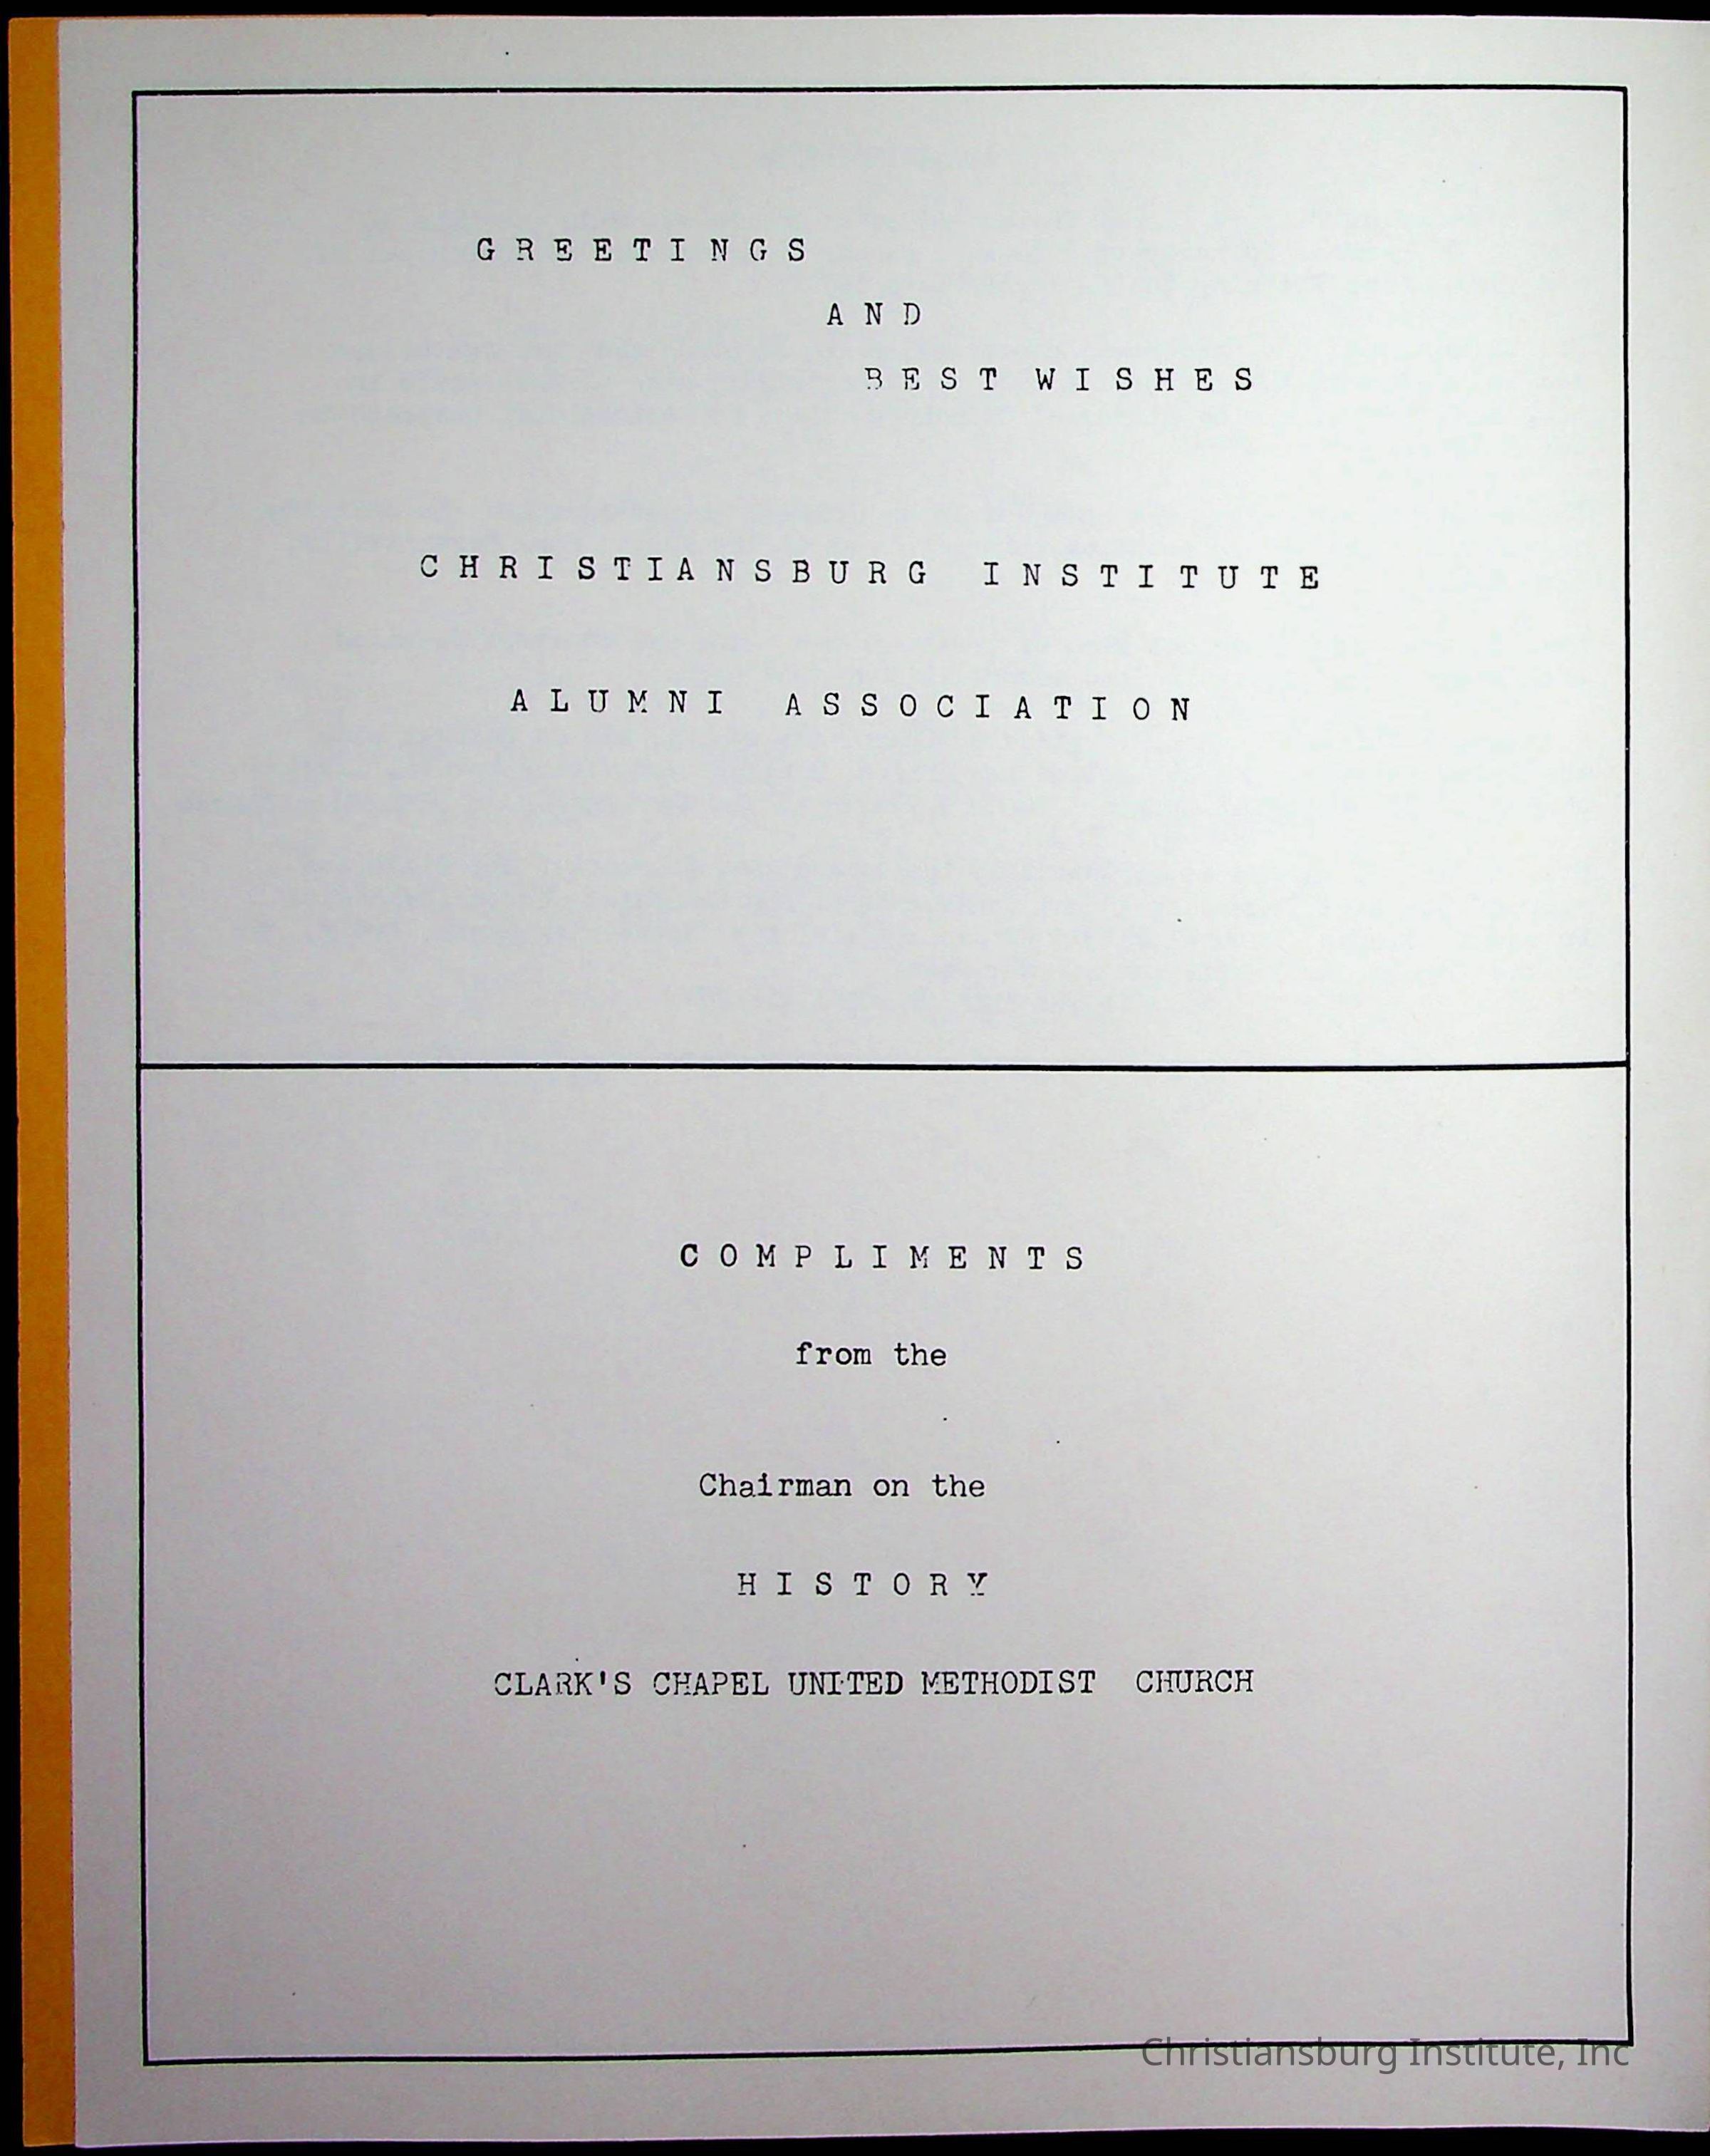 G R E E T I N G S
A N D
B E S T  W I S H E S
C H R I S T I A N S B U R G  I N S T I T U T E
A L U M N I  A S S O C I A T I O N
C O M P L I M E N T S
from the
Chairman on the
H I S T O R Y
CLARK'S CHAPEL UNITED METHODIST CHURCH
Christiansburg Institute, Inc